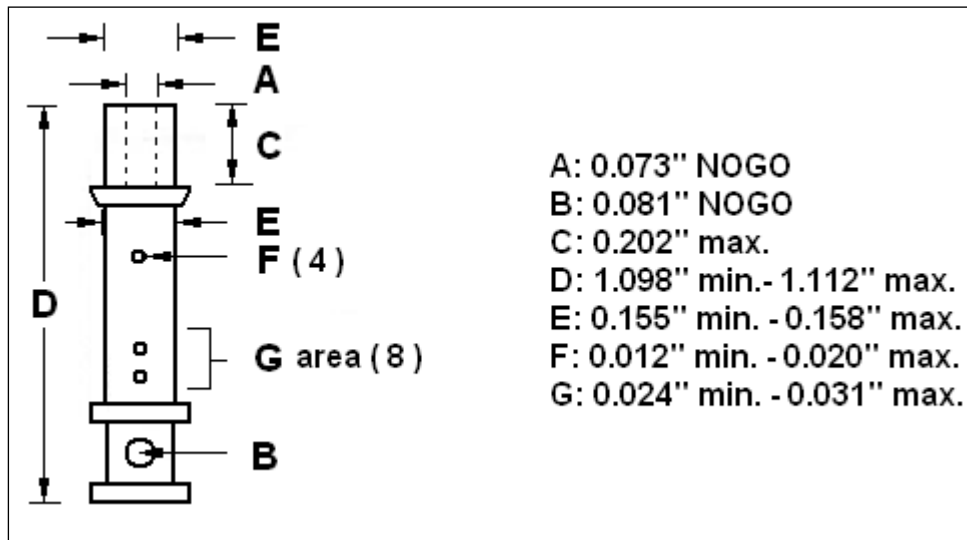 E
A
C
E
F ( 4 )
D
G area ( 8 )
B
A: 0.073" NOGO
B: 0.081" NOGO
C: 0.202" max.
D: 1.098" min.- 1.112" max.
E: 0.155" min. - 0.158" max.
F: 0.012" min. - 0.020" max.
G: 0.024" min. - 0.031" max.